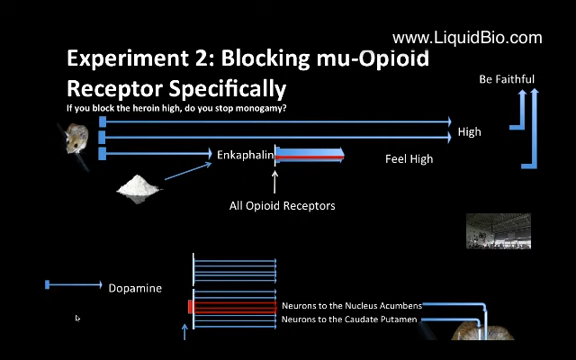 www.LiquidBio.com
Experiment 2: Blocking mu-Opioid
Receptor Specifically
If you block the heroin high, do you stop monogamy?
Be Faithful
High
Enkaphalin
Feel High
All Opioid Receptors
Dopamine
Neurons to the Nucleus Acumbens
Neurons to the Caudate Putamen